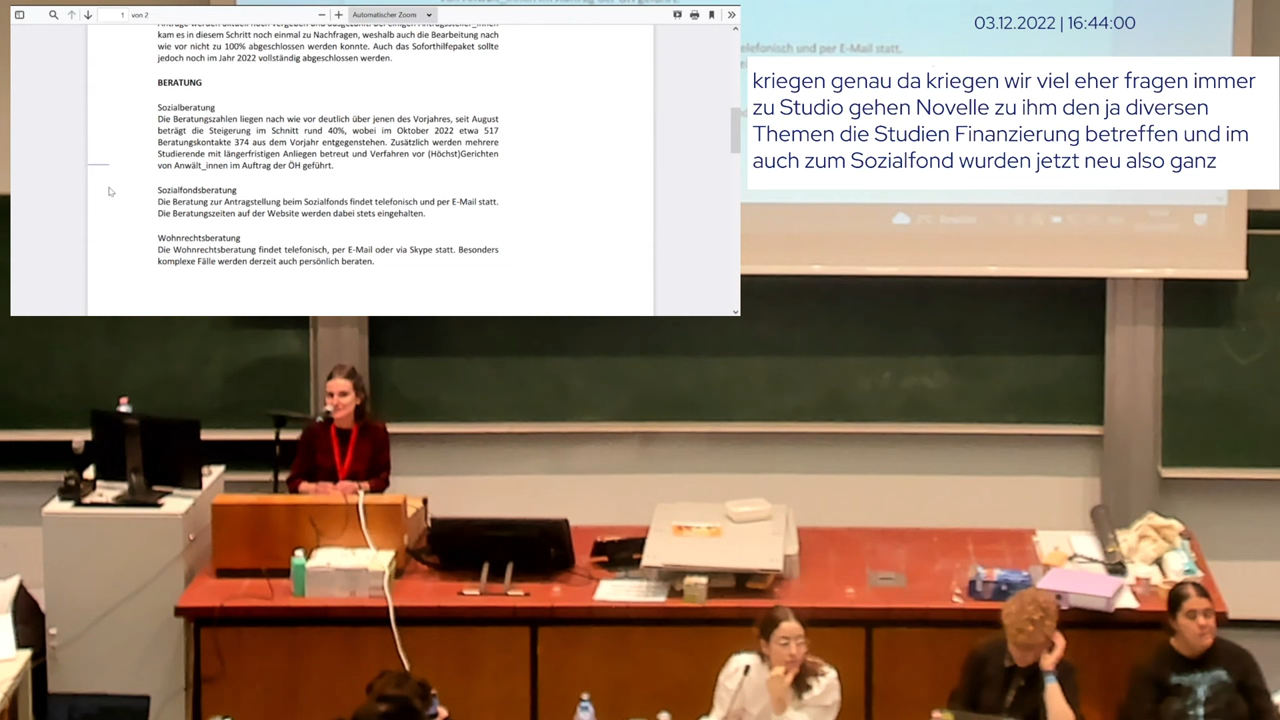 1 von 2
Automatischer Zoom
kam es in diesem Schritt noch einmal zu Nachfragen, weshalb auch die Bearbeitung nach
wie vor nicht zu 100% abgeschlossen werden konnte. Auch das Soforthilfepaket sollte
jedoch noch im Jahr 2022 vollständig abgeschlossen werden.
BERATUNG
Sozialberatung
Die Beratungszahlen liegen nach wie vor deutlich über jenen des Vorjahres, seit August
beträgt die Steigerung im Schnitt rund 40%, wobei im Oktober 2022 etwa 517
Beratungskontakte 374 aus dem Vorjahr entgegenstehen. Zusätzlich werden mehrere
Studierende mit längerfristigen Anliegen betreut und Verfahren vor (Höchst)Gerichten
von Anwält_innen im Auftrag der ÖH geführt.
Sozialfondsberatung
Die Beratung zur Antragstellung beim Sozialfonds findet telefonisch und per E-Mail statt.
Die Beratungszeiten auf der Website werden dabei stets eingehalten.
Wohnrechtsberatung
Die Wohnrechtsberatung findet telefonisch, per E-Mail oder via Skype statt. Besonders
komplexe Fälle werden derzeit auch persönlich beraten.
03.12.2022 | 16:44:00
telefonisch und per E-Mail statt.
kriegen genau da kriegen wir viel eher fragen immer
zu Studio gehen Novelle zu ihm den ja diversen
Themen die Studien Finanzierung betreffen und im
auch zum Sozialfond wurden jetzt neu also ganz